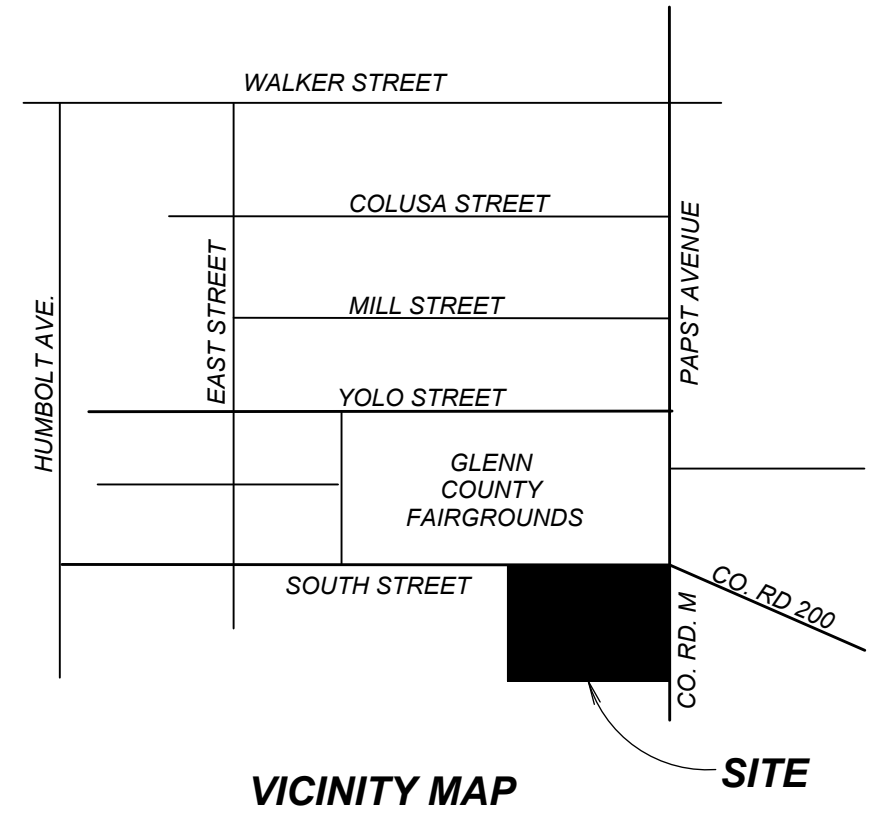 WALKER STREET
COLUSA STREET
PAPST AVENUE
EAST STREET
MILL STREET
HUMBOLT AVE.
YOLO STREET
GLENN
COUNTY
FAIRGROUNDS
SOUTH STREET
CO. RD 200
CO. RD. M
SITE
VICINITY MAP